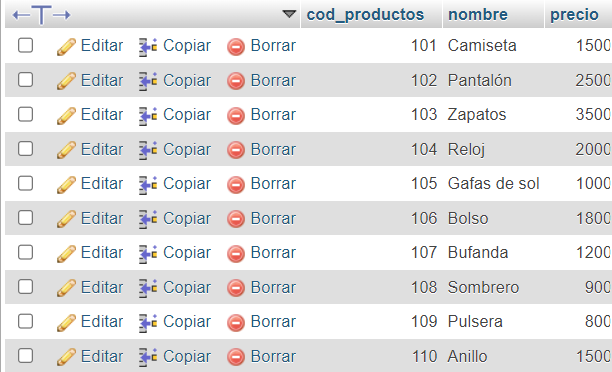 cod_productos nombre precio
Editar Copiar Borrar 101 Camiseta 1500
Editar Copiar Borrar 102 Pantalón 2500
Editar Copiar Borrar 103 Zapatos 3500
Editar Copiar Borrar 104 Reloj 2000
Editar Copiar Borrar 105 Gafas de sol 1000
Editar Copiar Borrar 106 Bolso 1800
Editar Copiar Borrar 107 Bufanda 1200
Editar Copiar Borrar 108 Sombrero 900
Editar Copiar Borrar 109 Pulsera 800
Editar Copiar Borrar 110 Anillo 1500